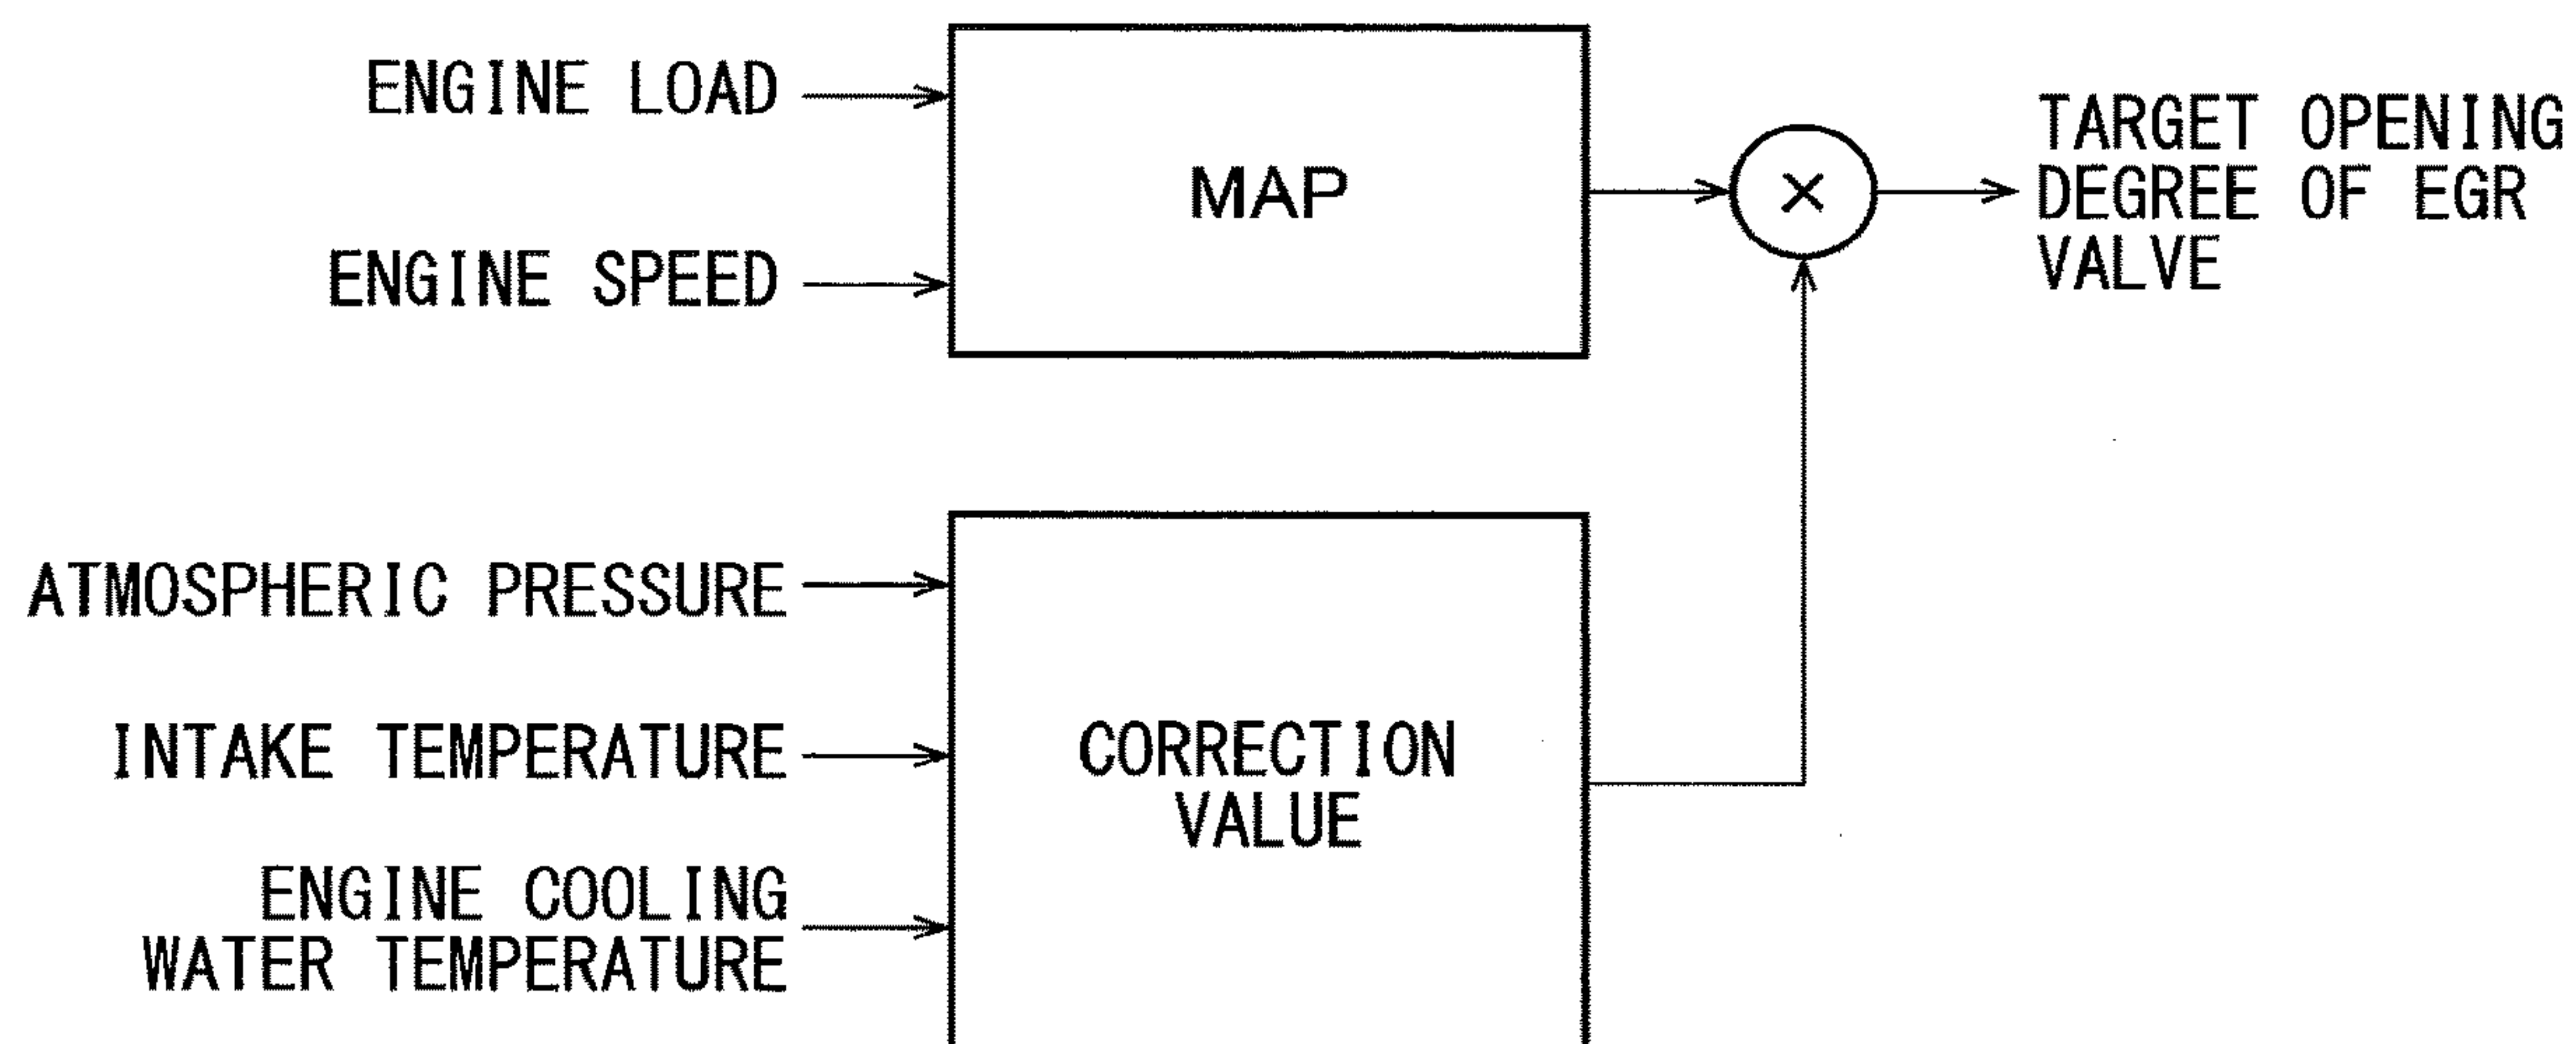 ENGINE LOAD
ENGINE SPEED
MAP
×
TARGET OPENING
DEGREE OF EGR
VALVE
ATMOSPHERIC PRESSURE
INTAKE TEMPERATURE
ENGINE COOLING
WATER TEMPERATURE
CORRECTION
VALUE